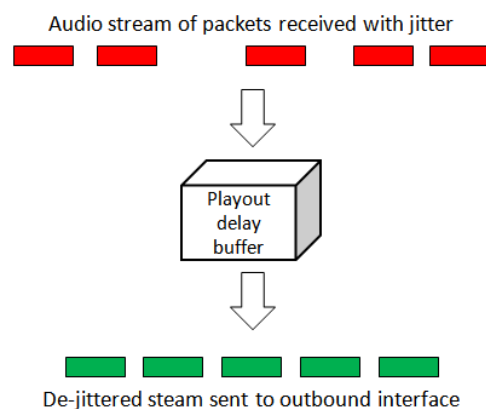 Audio stream of packets received with jitter
Playout
delay
buffer
De-jittered steam sent to outbound interface